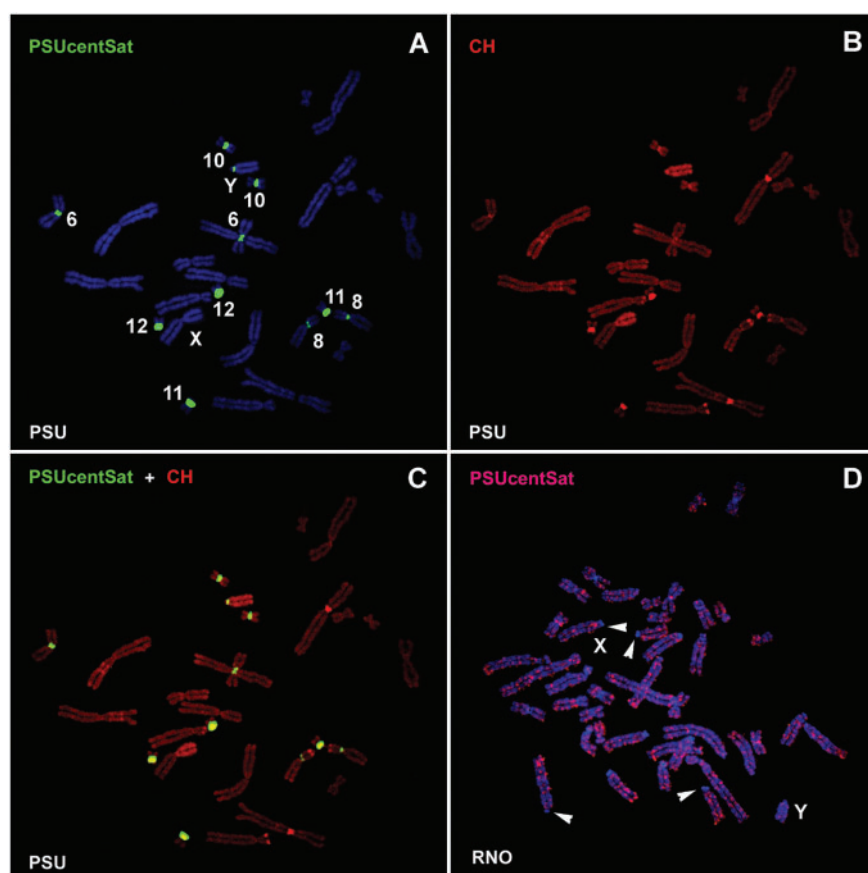 PSUcentSat
A
10
Y
10
6
6
12
12
X
11
8
8
11
PSU
CH
B
PSU
PSUcentSat + CH
C
PSU
PSUcentSat
D
X
Y
RNO